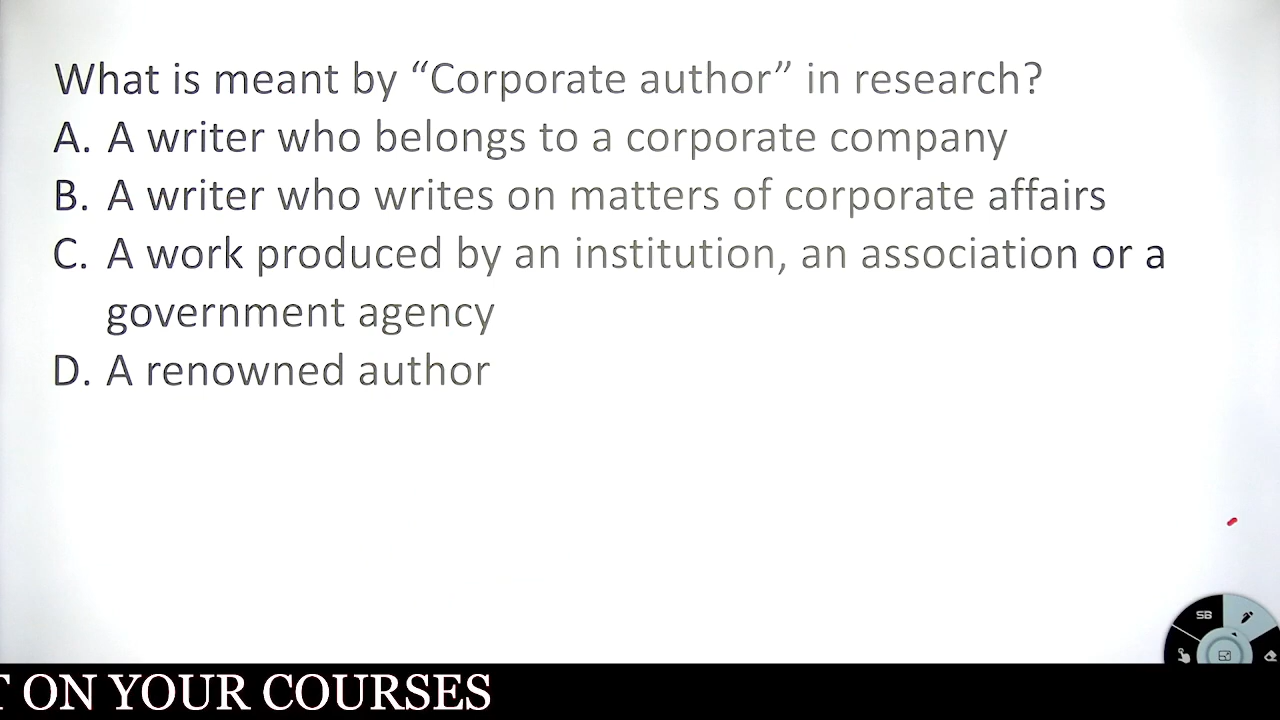 What is meant by “Corporate author” in research?
A. A writer who belongs to a corporate company
B. A writer who writes on matters of corporate affairs
C. A work produced by an institution, an association or a
government agency
D. A renowned author
SB
T ON YOUR COURSES